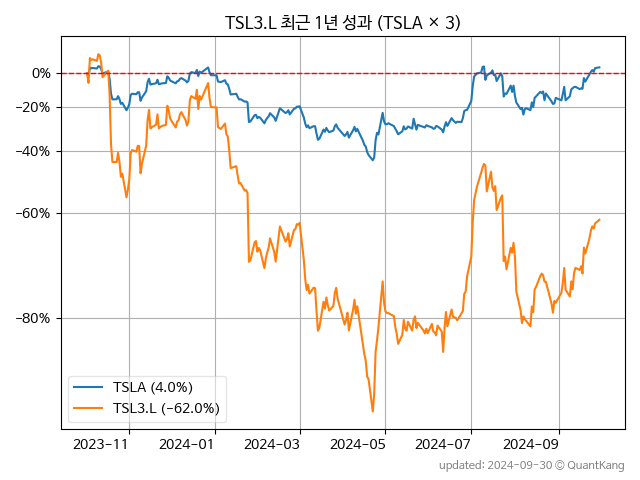 TSL3.L 최근 1년 성과 (TSLA × 3)
0%
−20%
−40%
−60%
−80%
TSLA (4.0%)
TSL3.L (−62.0%)
2023−11
2024−01
2024−03
2024−05
2024−07
2024−09
updated: 2024−09−30 © QuantKang